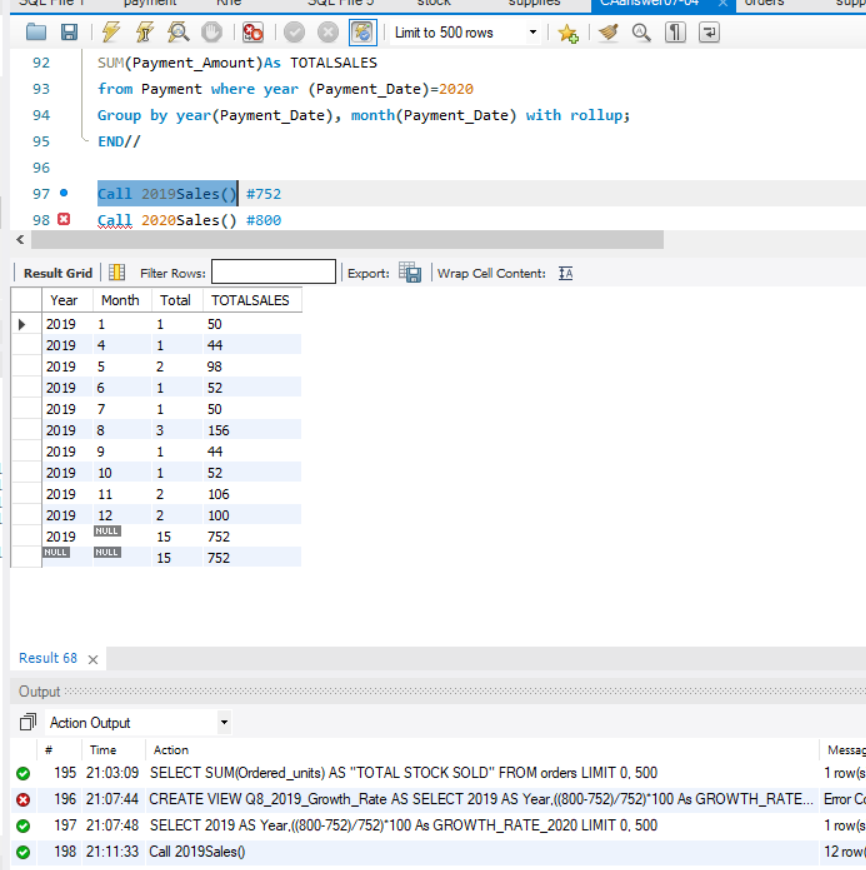 SQL File 1 payment SQL File 5 stock supplies CAanswer07-04 orders
Limit to 500 rows
92 SUM(Payment_Amount)As TOTALSALES
93 from Payment where year (Payment_Date)=2020
94 Group by year(Payment_Date), month(Payment_Date) with rollup;
95 END//
96
97 Call 2019Sales() #752
98 Call 2020Sales() #800
Result Grid Filter Rows: Export: Wrap Cell Content:
Year Month Total TOTALSALES
2019 1 1 50
2019 4 1 44
2019 5 2 98
2019 6 1 52
2019 7 1 50
2019 8 3 156
2019 9 1 44
2019 10 1 52
2019 11 2 106
2019 12 2 100
2019 NULL 15 752
NULL NULL 15 752
Result 68
Output
Action Output
# Time Action Messag
195 21:03:09 SELECT SUM(Ordered_units) AS "TOTAL STOCK SOLD" FROM orders LIMIT 0, 500 1 row(s
196 21:07:44 CREATE VIEW Q8_2019_Growth_Rate AS SELECT 2019 AS Year,((800-752)/752)*100 As GROWTH_RATE... Error Co
197 21:07:48 SELECT 2019 AS Year,((800-752)/752)*100 As GROWTH_RATE_2020 LIMIT 0, 500 1 row(s
198 21:11:33 Call 2019Sales() 12 row(